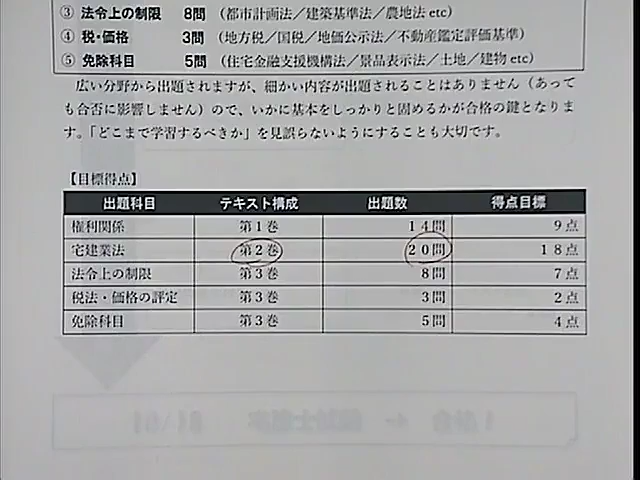 ③ 法令上の制限 8問 (都市計画法／建築基準法／農地法 etc)
④ 税・価格 3問 (地方税／国税／地価公示法／不動産鑑定評価基準)
⑤ 免除科目 5問 (住宅金融支援機構法／景品表示法／土地／建物 etc)
広い分野から出題されますが、細かい内容が出題されることはありません（あって
も合否に影響しません）ので、いかに基本をしっかりと固めるかが合格の鍵となりま
す。「どこまで学習するべきか」を見誤らないようにすることも大切です。
【目標得点】
出題科目 テキスト構成 出題数 得点目標
権利関係 第１巻 １４問 ９点
宅建業法 第２巻 ２０問 １８点
法令上の制限 第３巻 ８問 ７点
税法・価格の評定 第３巻 ３問 ２点
免除科目 第３巻 ５問 ４点